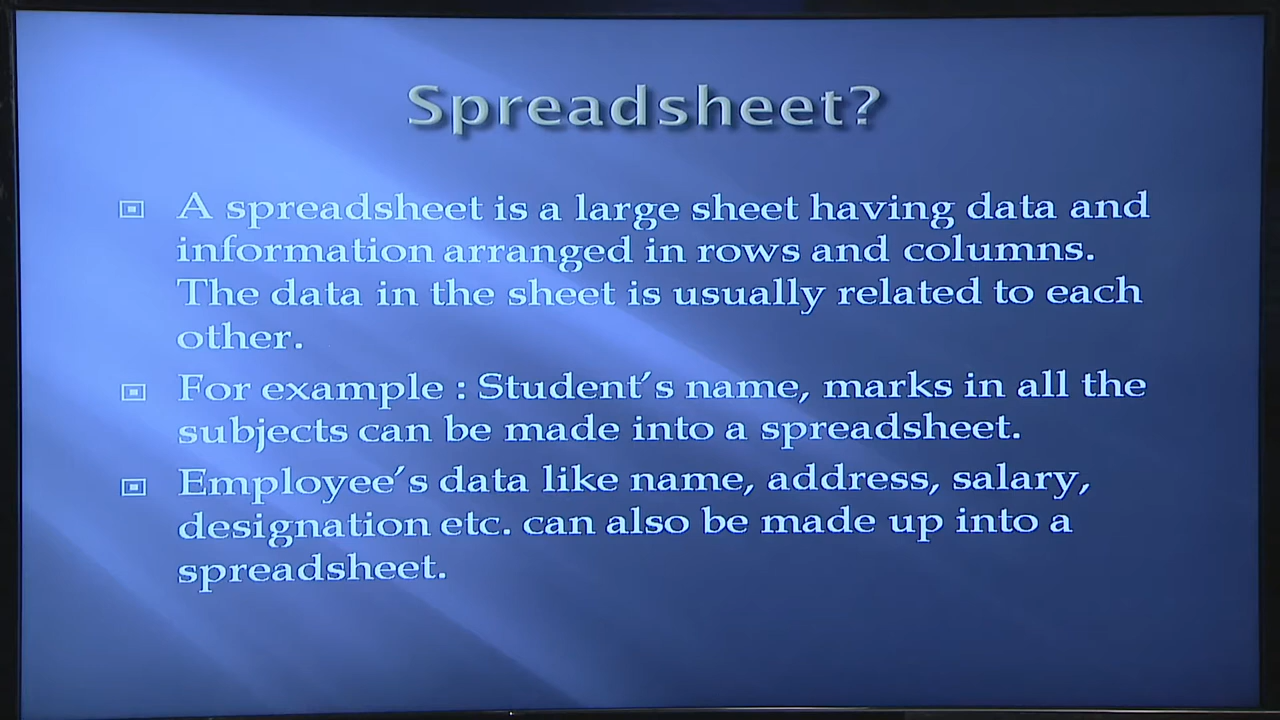 Spreadsheet?
A spreadsheet is a large sheet having data and
information arranged in rows and columns.
The data in the sheet is usually related to each
other.
For example : Student's name, marks in all the
subjects can be made into a spreadsheet.
Employee's data like name, address, salary,
designation etc. can also be made up into a
spreadsheet.